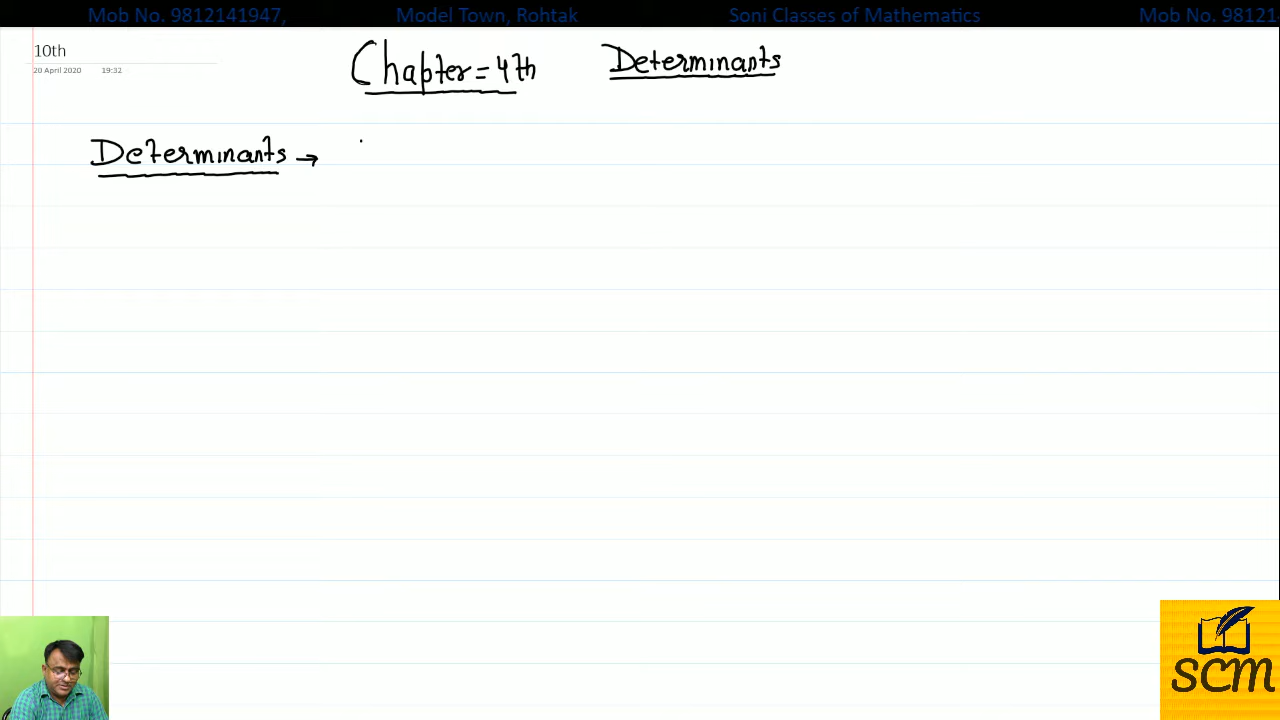 Mob No. 9812141947, Model Town, Rohtak Soni Classes of Mathematics Mob No. 98121
10th
20 April 2020 19:32
Chapter = 4th Determinants
Determinants →
SCM